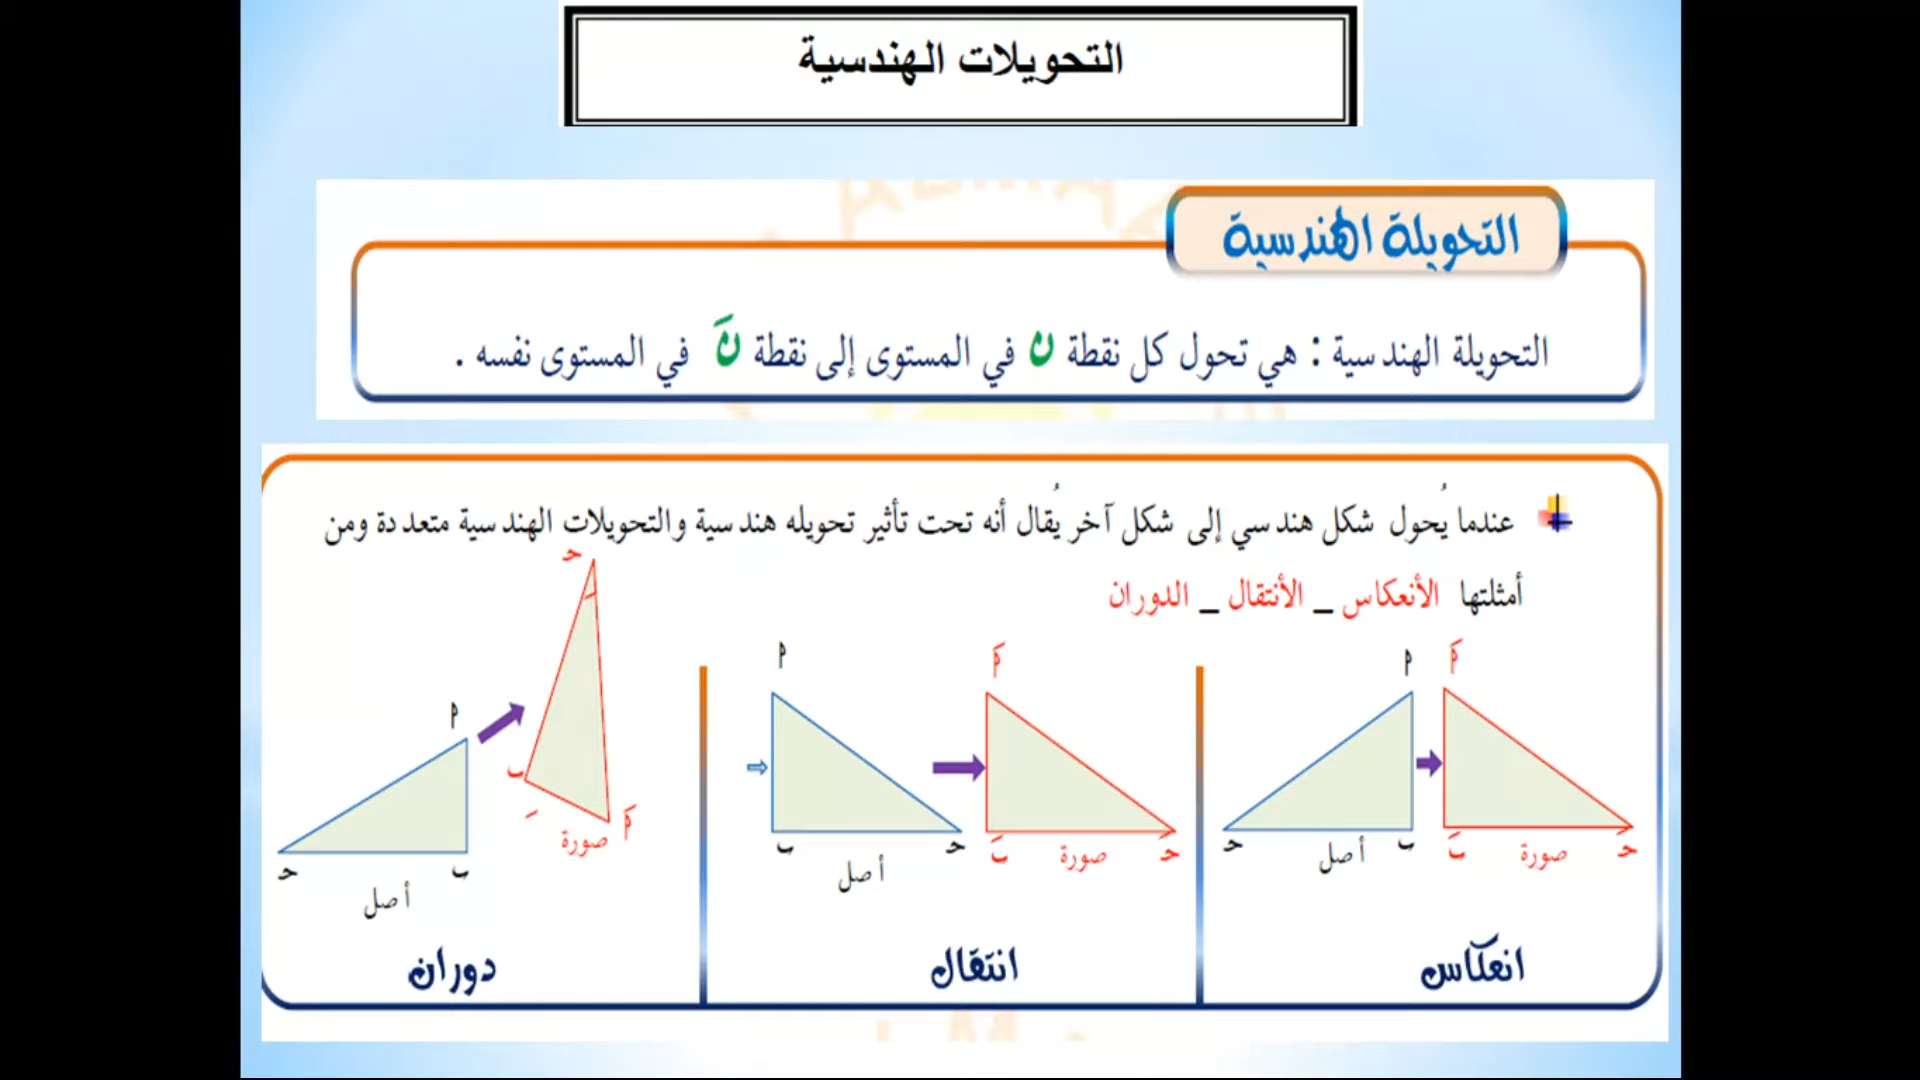 التحويلات الهندسية
التحويلة الهندسية
التحويلة الهندسية : هي تحول كل نقطة ن في المستوى إلى نقطة نَ في المستوى نفسه .
عندما يُحول شكل هندسي إلى شكل آخر يُقال أنه تحت تأثير تحويله هندسية والتحويلات الهندسية متعددة ومن
أمثلتها الأنعكاس _ الأنتقال _ الدوران
م مَ
ب حـ بَ حـَ
أصل صورة
انعكاس
م مَ
ب حـ بَ حـَ
أصل صورة
انتقال
م حـَ
ب حـ بَ مَ
أصل صورة
دوران